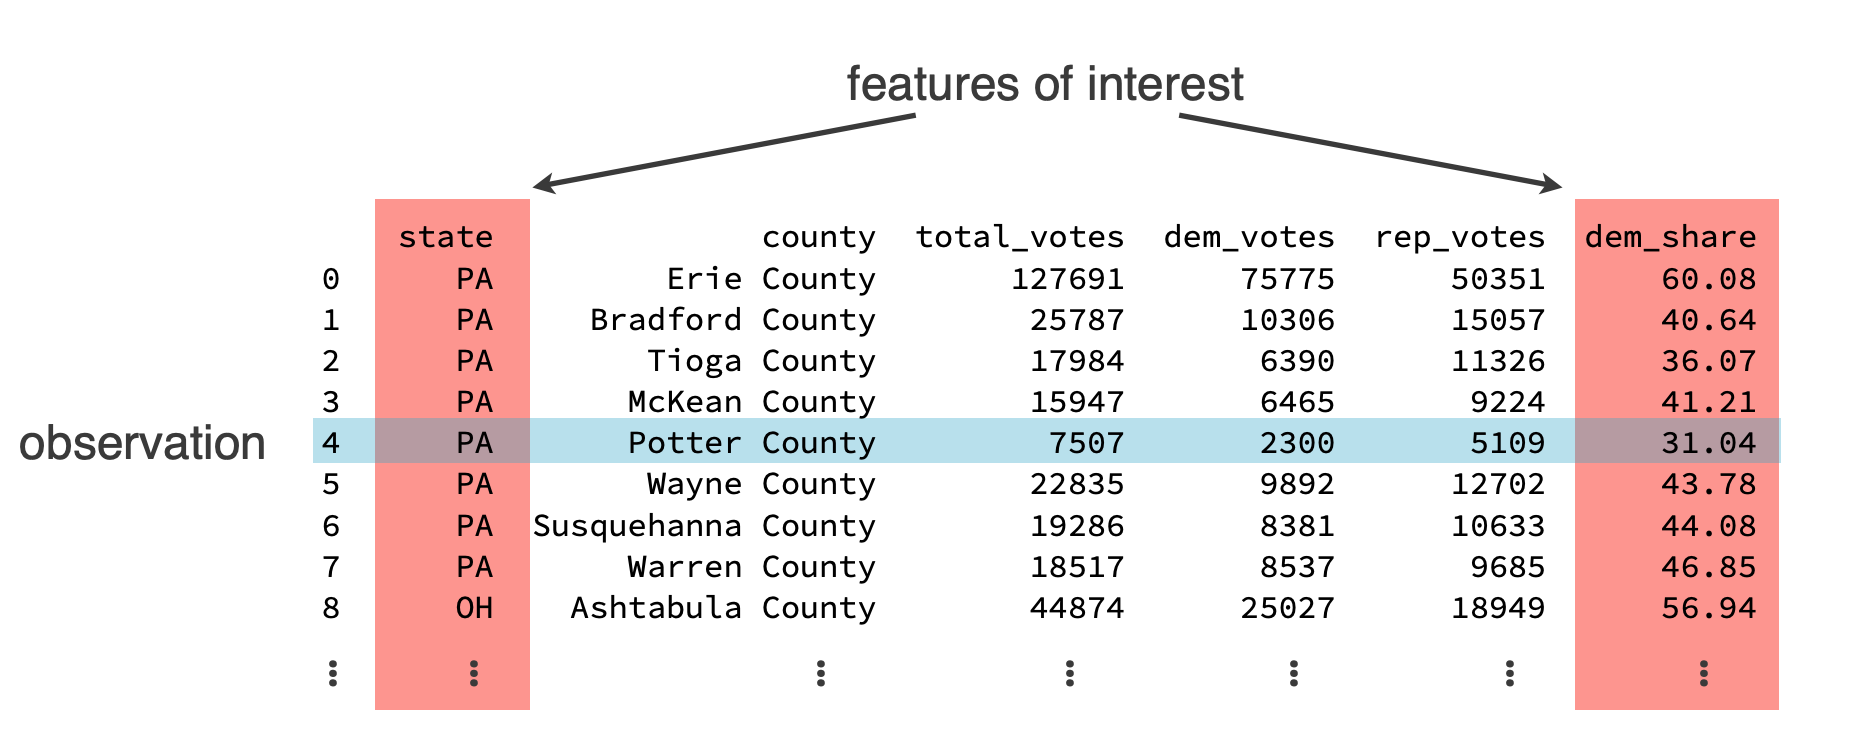 features of interest
state county total_votes dem_votes rep_votes dem_share
0 PA Erie County 127691 75775 50351 60.08
1 PA Bradford County 25787 10306 15057 40.64
2 PA Tioga County 17984 6390 11326 36.07
3 PA McKean County 15947 6465 9224 41.21
observation 4 PA Potter County 7507 2300 5109 31.04
5 PA Wayne County 22835 9892 12702 43.78
6 PA Susquehanna County 19286 8381 10633 44.08
7 PA Warren County 18517 8537 9685 46.85
8 OH Ashtabula County 44874 25027 18949 56.94
⋮ ⋮ ⋮ ⋮ ⋮ ⋮ ⋮